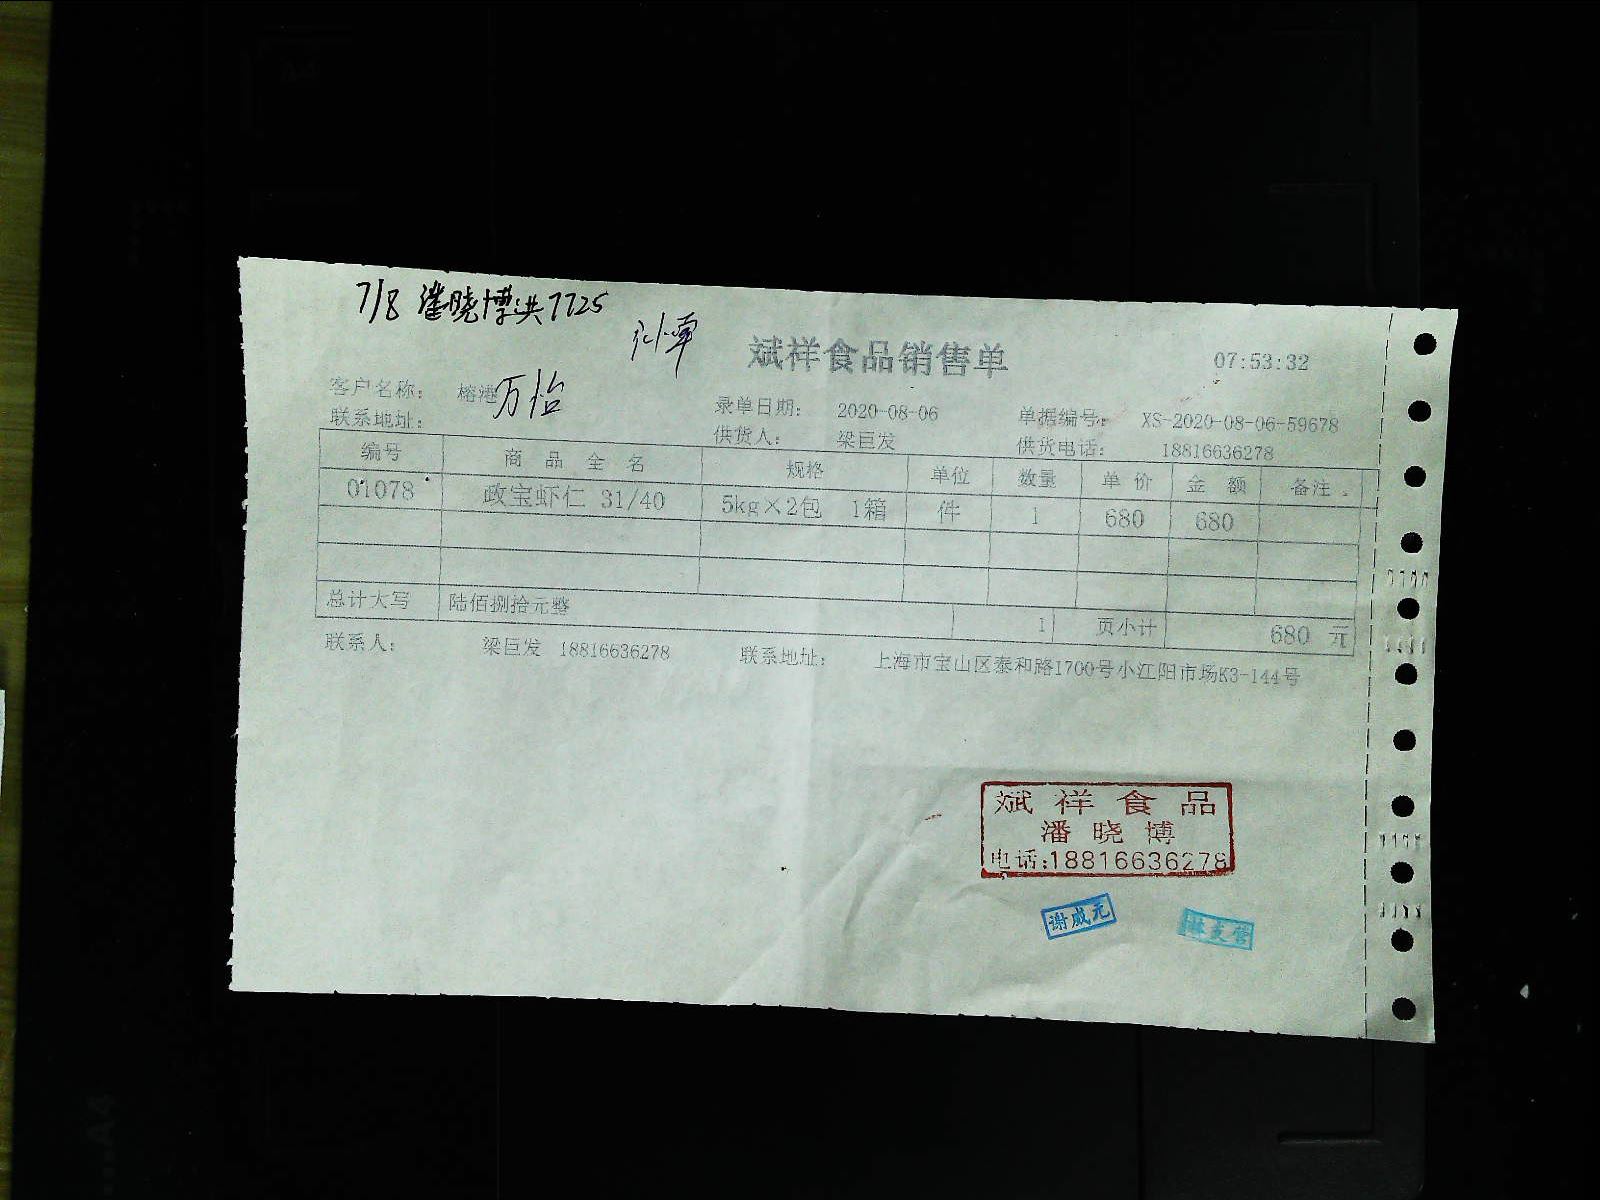 7/8 潘晓博洪7725
斌祥食品销售单 07:53:32
客户名称: 榕港万怡 录单日期: 2020-08-06 单据编号: XS-2020-08-06-59678
联系地址: 供货人: 梁巨发 供货电话: 18816636278
编号 商品全名 规格 单位 数量 单价 金额 备注
01078 政宝虾仁 31/40 5kg×2包 1箱 件 1 680 680
总计大写 陆佰捌拾元整 1 页小计 680 元
联系人: 梁巨发 18816636278 联系地址: 上海市宝山区泰和路1700号小江阳市场K3-144号
斌祥食品
潘晓博
电话:18816636278
谢成元